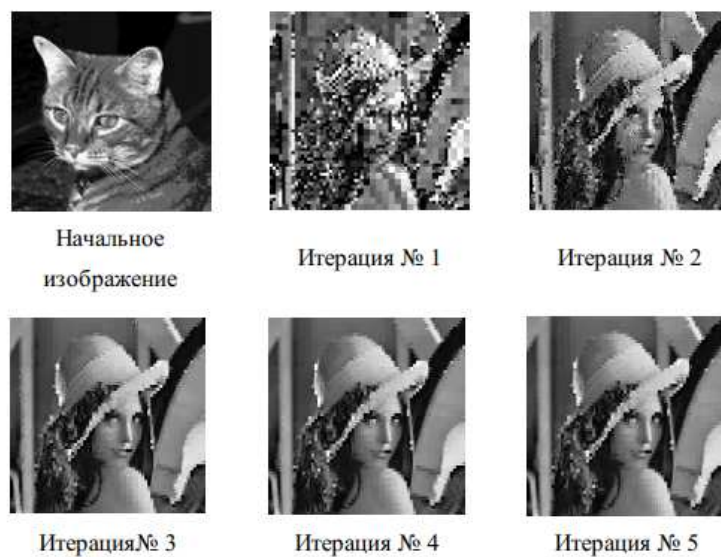 Начальное
изображение
Итерация № 1
Итерация № 2
Итерация№ 3
Итерация № 4
Итерация № 5